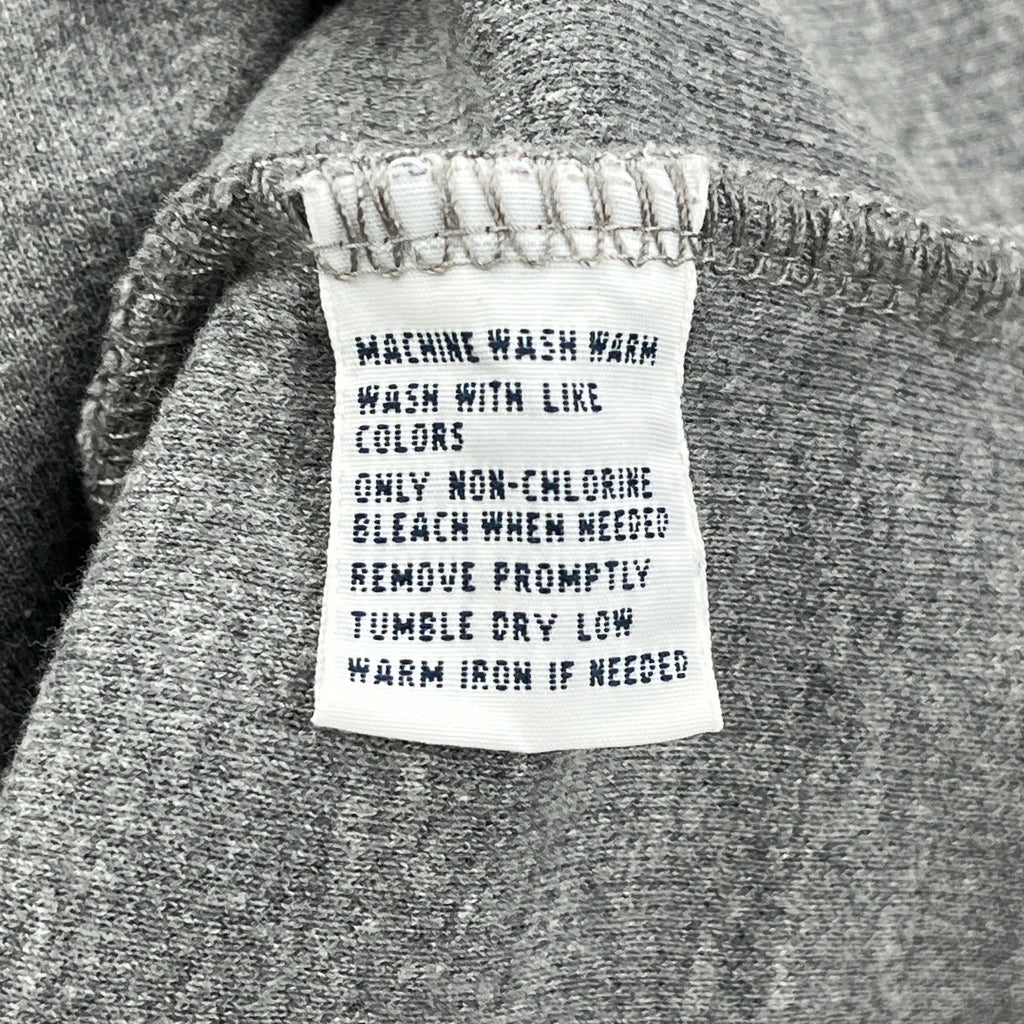 MACHINE WASH WARM
WASH WITH LIKE
COLORS
ONLY NON-CHLORINE
BLEACH WHEN NEEDED
REMOVE PROMPTLY
TUMBLE DRY LOW
WARM IRON IF NEEDED